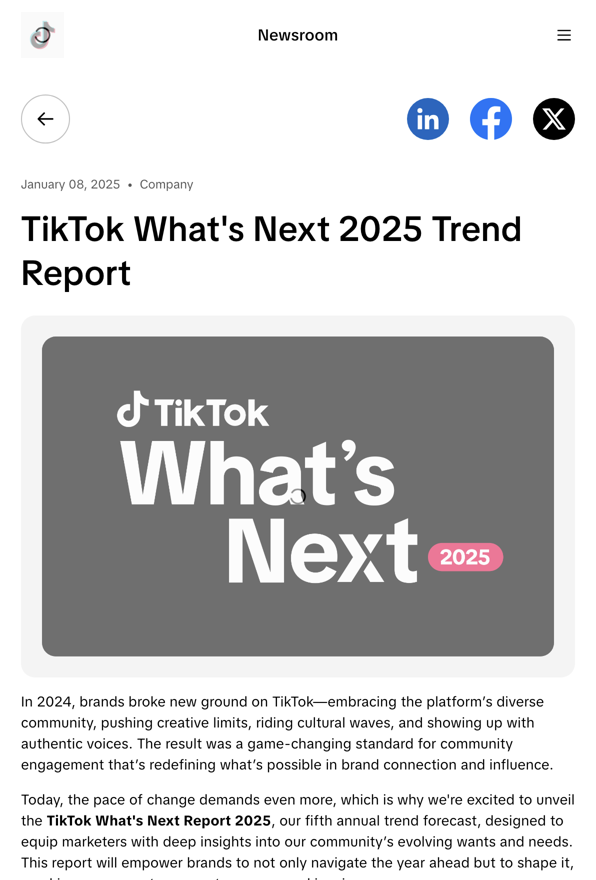 Newsroom
January 08, 2025 • Company
TikTok What's Next 2025 Trend
Report
TikTok
What’s
Next
2025
In 2024, brands broke new ground on TikTok—embracing the platform’s diverse
community, pushing creative limits, riding cultural waves, and showing up with
authentic voices. The result was a game-changing standard for community
engagement that’s redefining what’s possible in brand connection and influence.
Today, the pace of change demands even more, which is why we're excited to unveil
the TikTok What's Next Report 2025, our fifth annual trend forecast, designed to
equip marketers with deep insights into our community’s evolving wants and needs.
This report will empower brands to not only navigate the year ahead but to shape it,